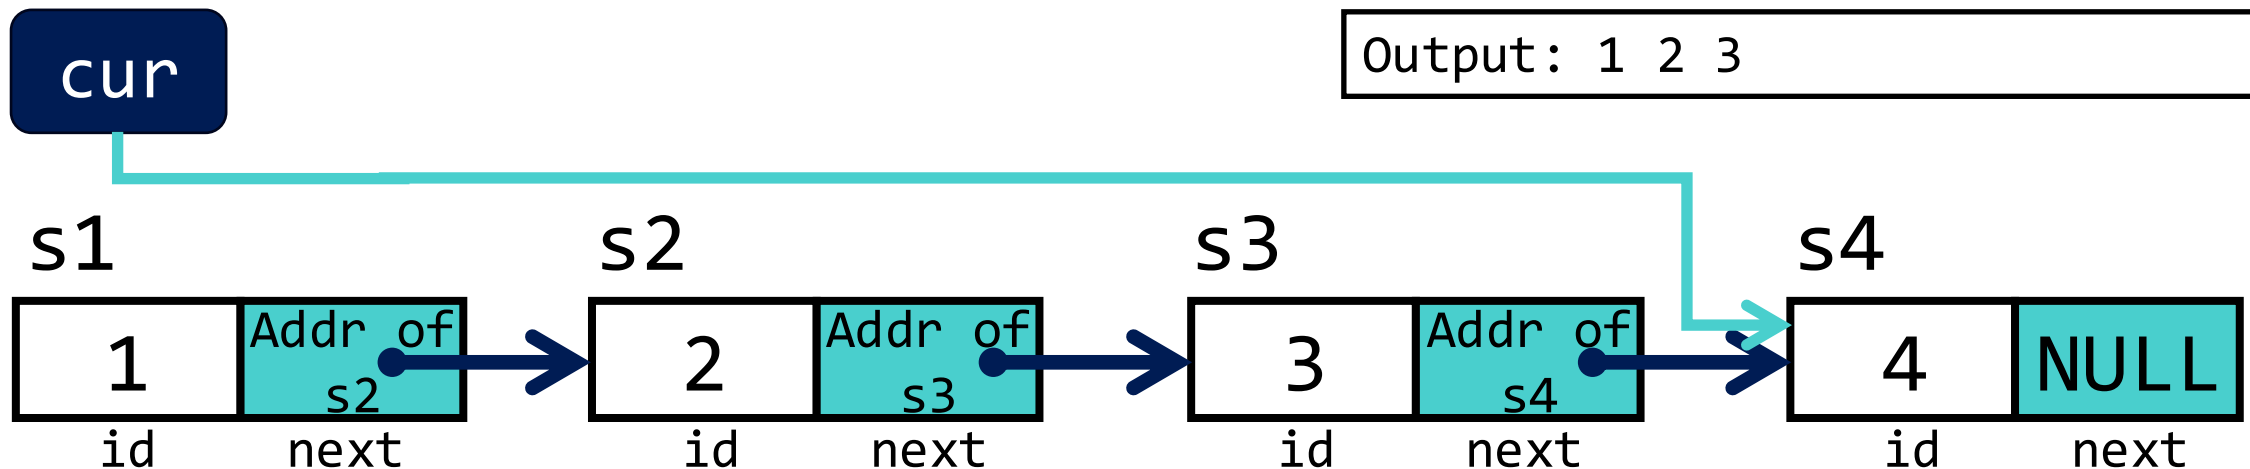 cur
Output: 1 2 3
s1
s2
s3
s4
1
Addr of
s2
2
Addr of
s3
3
Addr of
s4
4
NULL
id
next
id
next
id
next
id
next